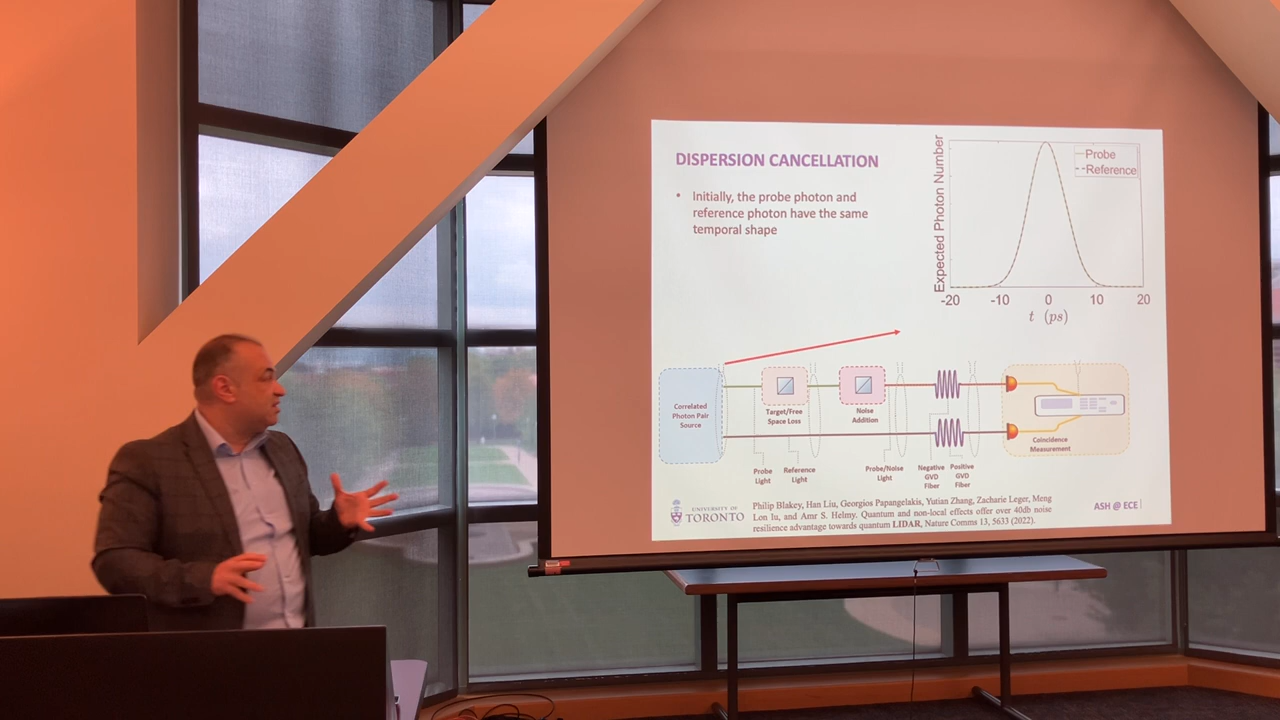 DISPERSION CANCELLATION
• Initially, the probe photon and
reference photon have the same
temporal shape
Expected Photon Number
Probe
Reference
-20 -10 0 10 20
t (ps)
Correlated
Photon Pair
Source
Target/Free
Space Loss
Noise
Addition
Coincidence
Measurement
Probe
Light
Reference
Light
Probe/Noise
Light
Negative
GVD
Fiber
Positive
GVD
Fiber
UNIVERSITY OF
TORONTO
Philip Blakey, Han Liu, Georgios Papangelakis, Yutian Zhang, Zacharie Leger, Meng
Lon Iu, and Amr S. Helmy. Quantum and non-local effects offer over 40db noise
resilience advantage towards quantum LIDAR, Nature Comms 13, 5633 (2022).
ASH @ ECE